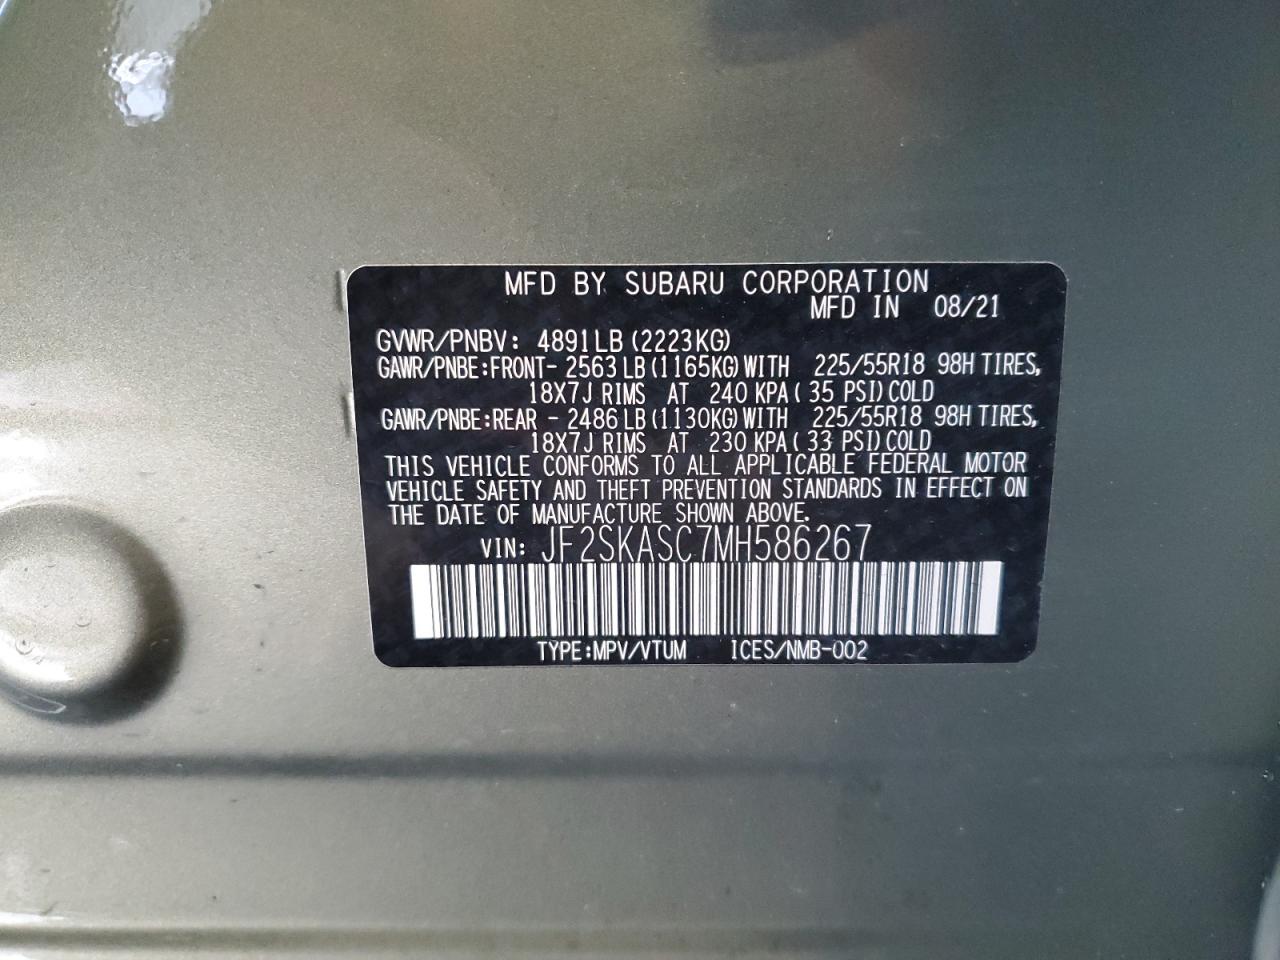 MFD BY SUBARU CORPORATION
MFD IN 08/21
GVWR/PNBV: 4891LB (2223KG)
GAWR/PNBE:FRONT- 2563 LB (1165KG) WITH 225/55R18 98H TIRES,
18X7J RIMS AT 240 KPA( 35 PSI)COLD
GAWR/PNBE:REAR - 2486 LB (1130KG) WITH 225/55R18 98H TIRES,
18X7J RIMS AT 230 KPA( 33 PSI)COLD
THIS VEHICLE CONFORMS TO ALL APPLICABLE FEDERAL MOTOR
VEHICLE SAFETY AND THEFT PREVENTION STANDARDS IN EFFECT ON
THE DATE OF MANUFACTURE SHOWN ABOVE.
VIN: JF2SKASC7MH586267
TYPE:MPV/VTUM ICES/NMB-002